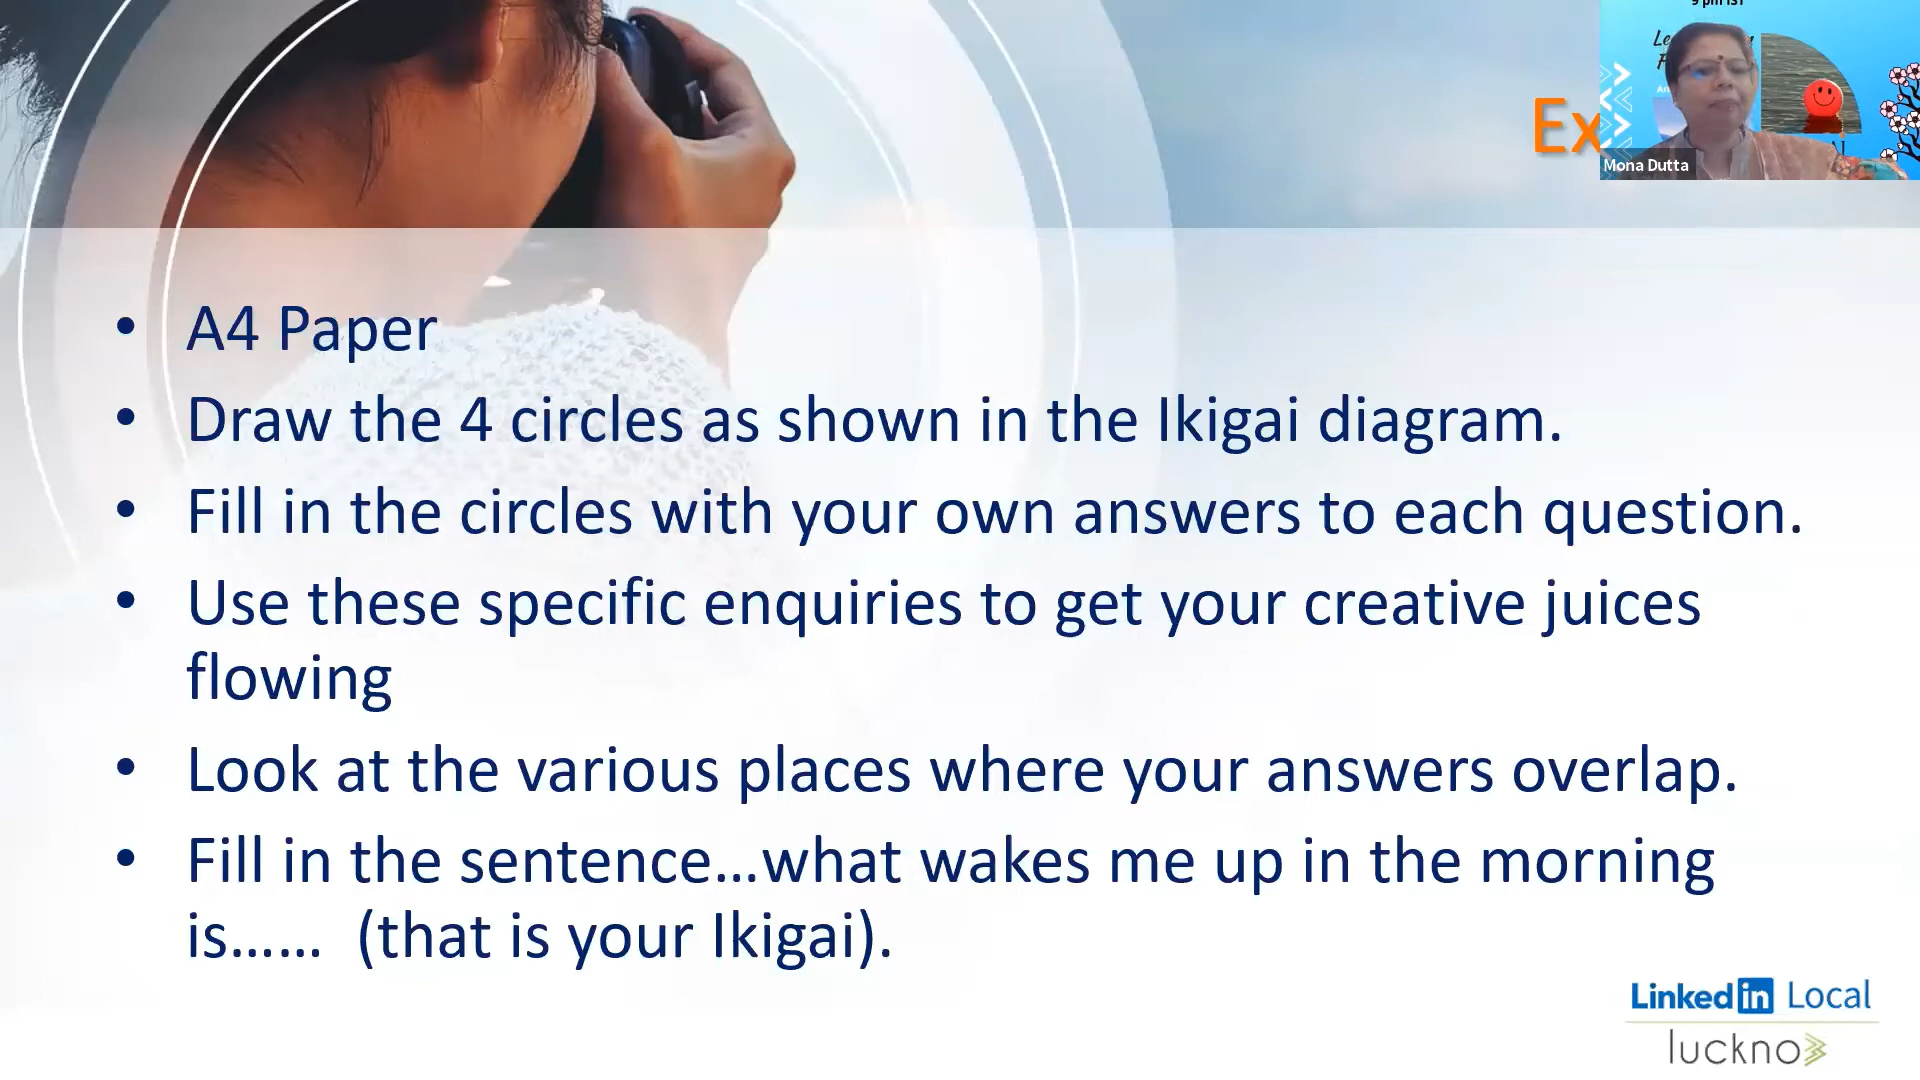 9 pm IST
Ex
Mona Dutta
• A4 Paper
• Draw the 4 circles as shown in the Ikigai diagram.
• Fill in the circles with your own answers to each question.
• Use these specific enquiries to get your creative juices
flowing
• Look at the various places where your answers overlap.
• Fill in the sentence...what wakes me up in the morning
is...... (that is your Ikigai).
Linked in Local
luckno